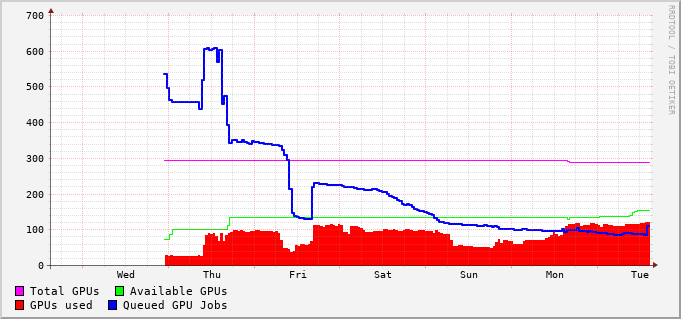 700
600
500
400
300
200
100
0
Wed Thu Fri Sat Sun Mon Tue
Total GPUs Available GPUs
GPUs used Queued GPU Jobs
RRDTOOL / TOBI OETIKER